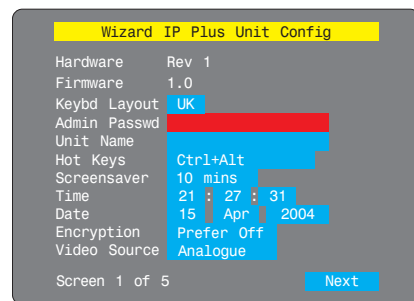 Wizard IP Plus Unit Config
Hardware Rev 1
Firmware 1.0
Keybd Layout UK
Admin Passwd
Unit Name
Hot Keys Ctrl+Alt
Screensaver 10 mins
Time 21 : 27 : 31
Date 15 Apr 2004
Encryption Prefer Off
Video Source Analogue
Screen 1 of 5 Next